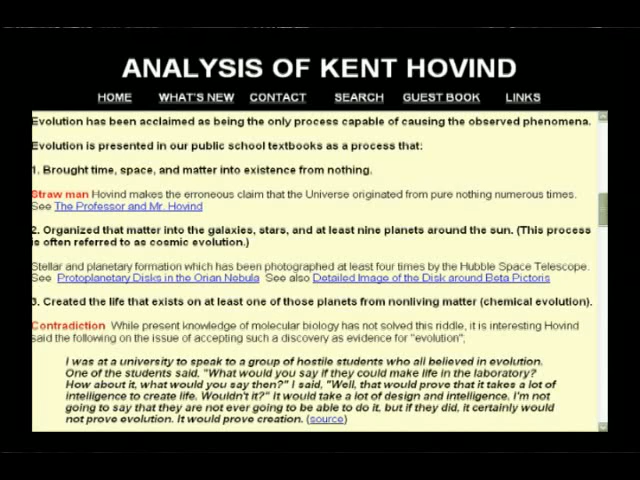 ANALYSIS OF KENT HOVIND
HOME WHAT'S NEW CONTACT SEARCH GUEST BOOK LINKS
Evolution has been acclaimed as being the only process capable of causing the observed phenomena.
Evolution is presented in our public school textbooks as a process that:
1. Brought time, space, and matter into existence from nothing.
Straw man Hovind makes the erroneous claim that the Universe originated from pure nothing numerous times.
See The Professor and Mr. Hovind
2. Organized that matter into the galaxies, stars, and at least nine planets around the sun. (This process
is often referred to as cosmic evolution.)
Stellar and planetary formation which has been photographed at least four times by the Hubble Space Telescope.
See Protoplanetary Disks in the Orian Nebula See also Detailed Image of the Disk around Beta Pictoris
3. Created the life that exists on at least one of those planets from nonliving matter (chemical evolution).
Contradiction While present knowledge of molecular biology has not solved this riddle, it is interesting Hovind
said the following on the issue of accepting such a discovery as evidence for "evolution";
I was at a university to speak to a group of hostile students who all believed in evolution.
One of the students said, "What would you say if they could make life in the laboratory?
How about it, what would you say then?" I said, "Well, that would prove that it takes a lot of
intelligence to create life. Wouldn't it?" It would take a lot of design and intelligence. I'm not
going to say that they are not ever going to be able to do it, but if they did, it certainly would
not prove evolution. It would prove creation. (source)